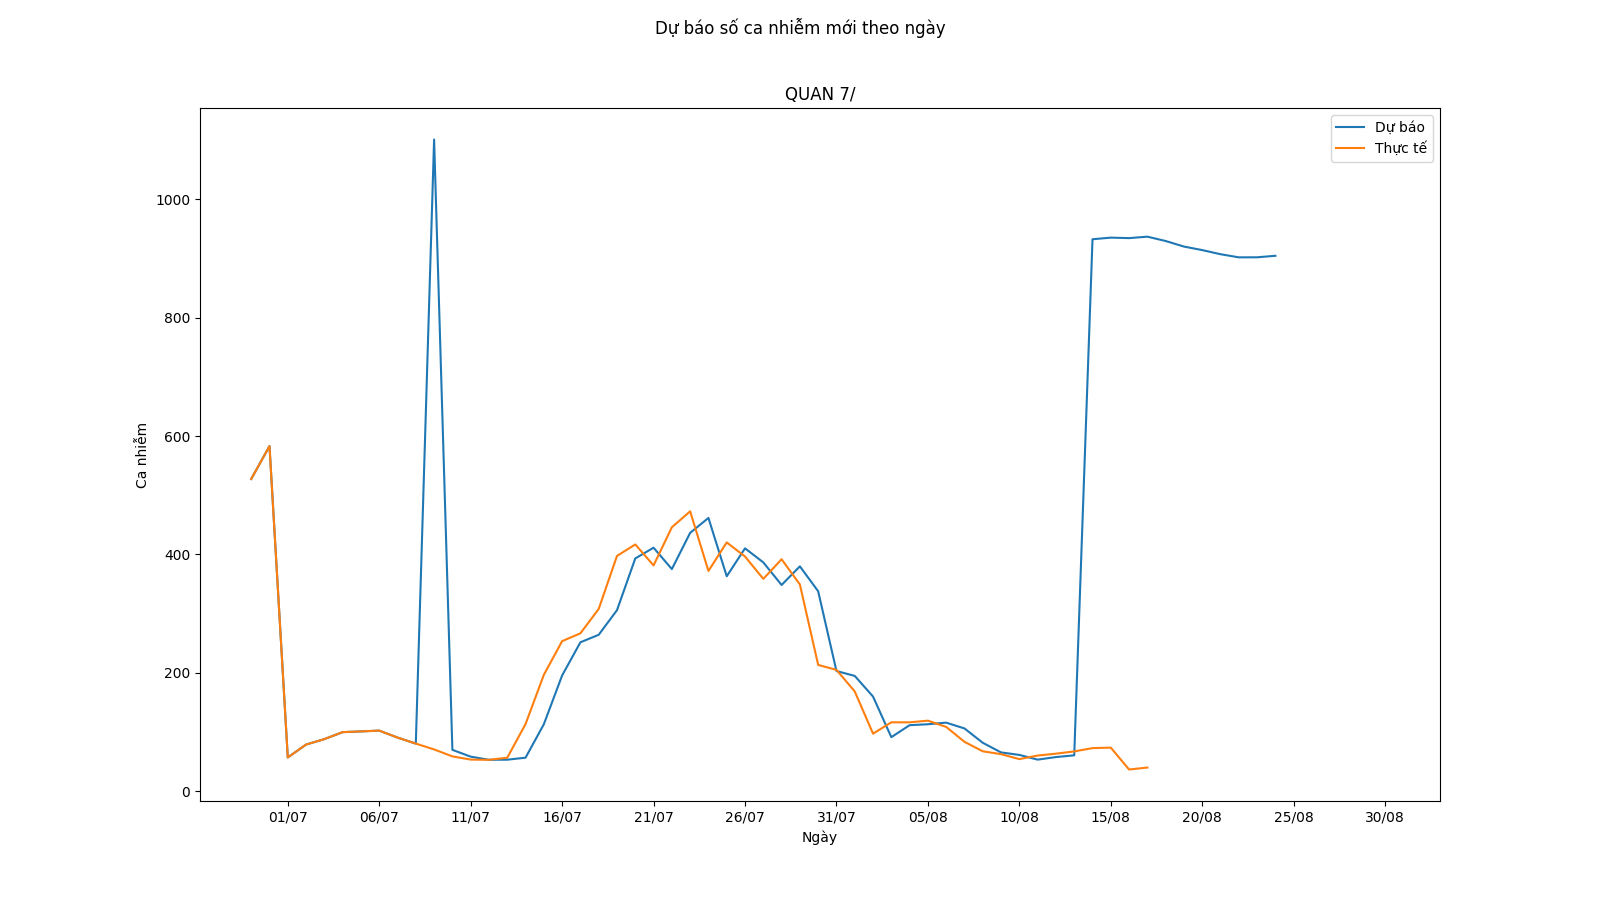 Dự báo số ca nhiễm mới theo ngày
QUAN 7/
Dự báo
Thực tế
1000
800
600
400
200
0
Ca nhiễm
01/07 06/07 11/07 16/07 21/07 26/07 31/07 05/08 10/08 15/08 20/08 25/08 30/08
Ngày